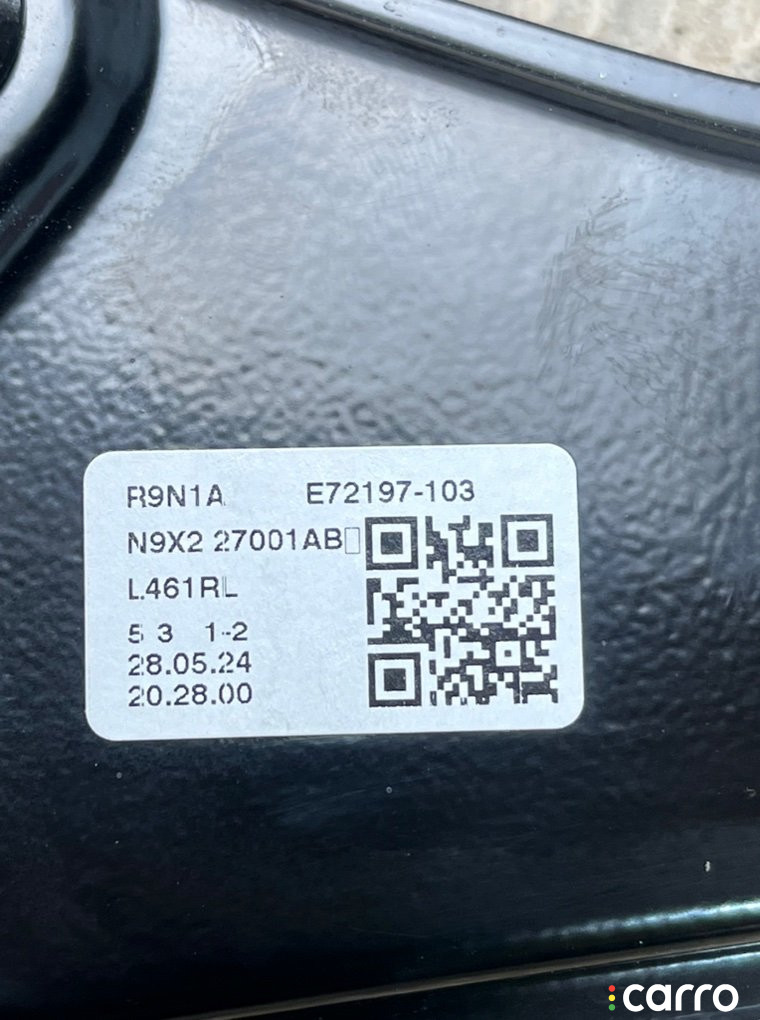 R9N1A E72197-103
N9X2 27001AB
L461RL
5 3 1-2
28.05.24
20.28.00
carro